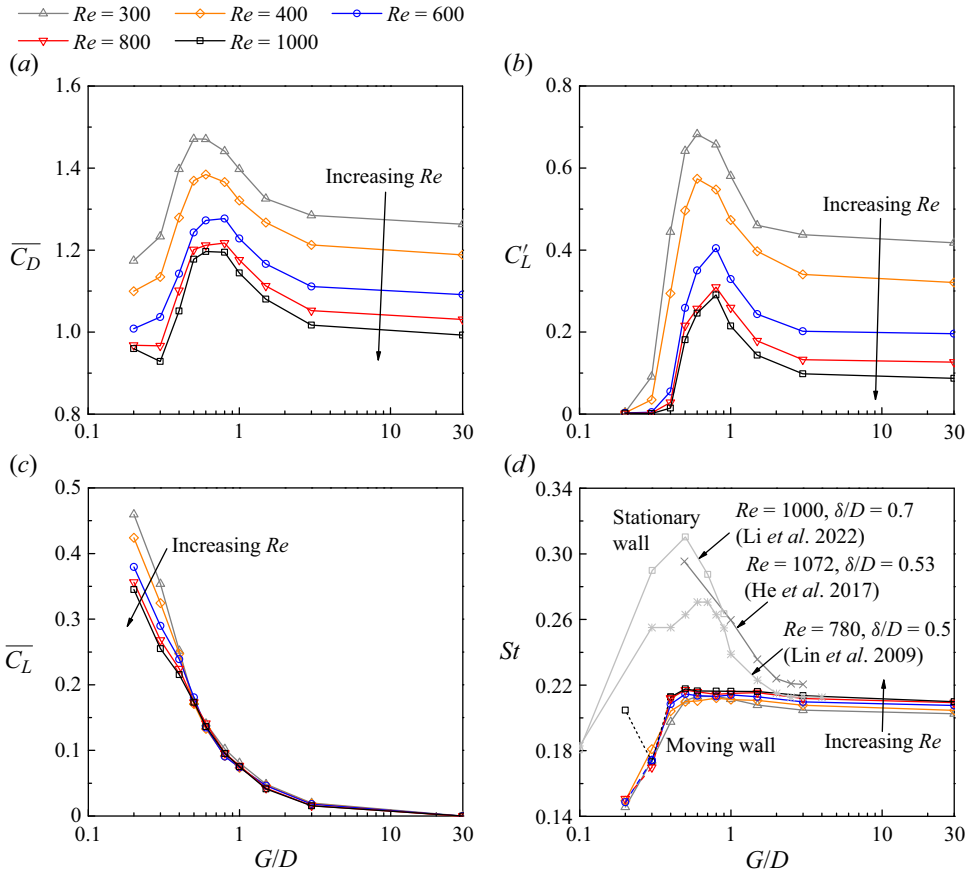 Re = 300 Re = 400 Re = 600
Re = 800 Re = 1000
(a) (b)
1.6
1.4
1.2
1.0
0.8
C_D
Increasing Re
0.1 1 10 30
0.8
0.6
0.4
0.2
0
C′_L
Increasing Re
0.1 1 10 30
(c) (d)
0.5
0.4
0.3
0.2
0.1
0
C_L
Increasing Re
0.1 1 10 30
G/D
0.34
0.30
0.26
0.22
0.18
0.14
St
Stationary
wall
Re = 1000, δ/D = 0.7
(Li et al. 2022)
Re = 1072, δ/D = 0.53
(He et al. 2017)
Re = 780, δ/D = 0.5
(Lin et al. 2009)
Moving wall
Increasing Re
0.1 1 10 30
G/D